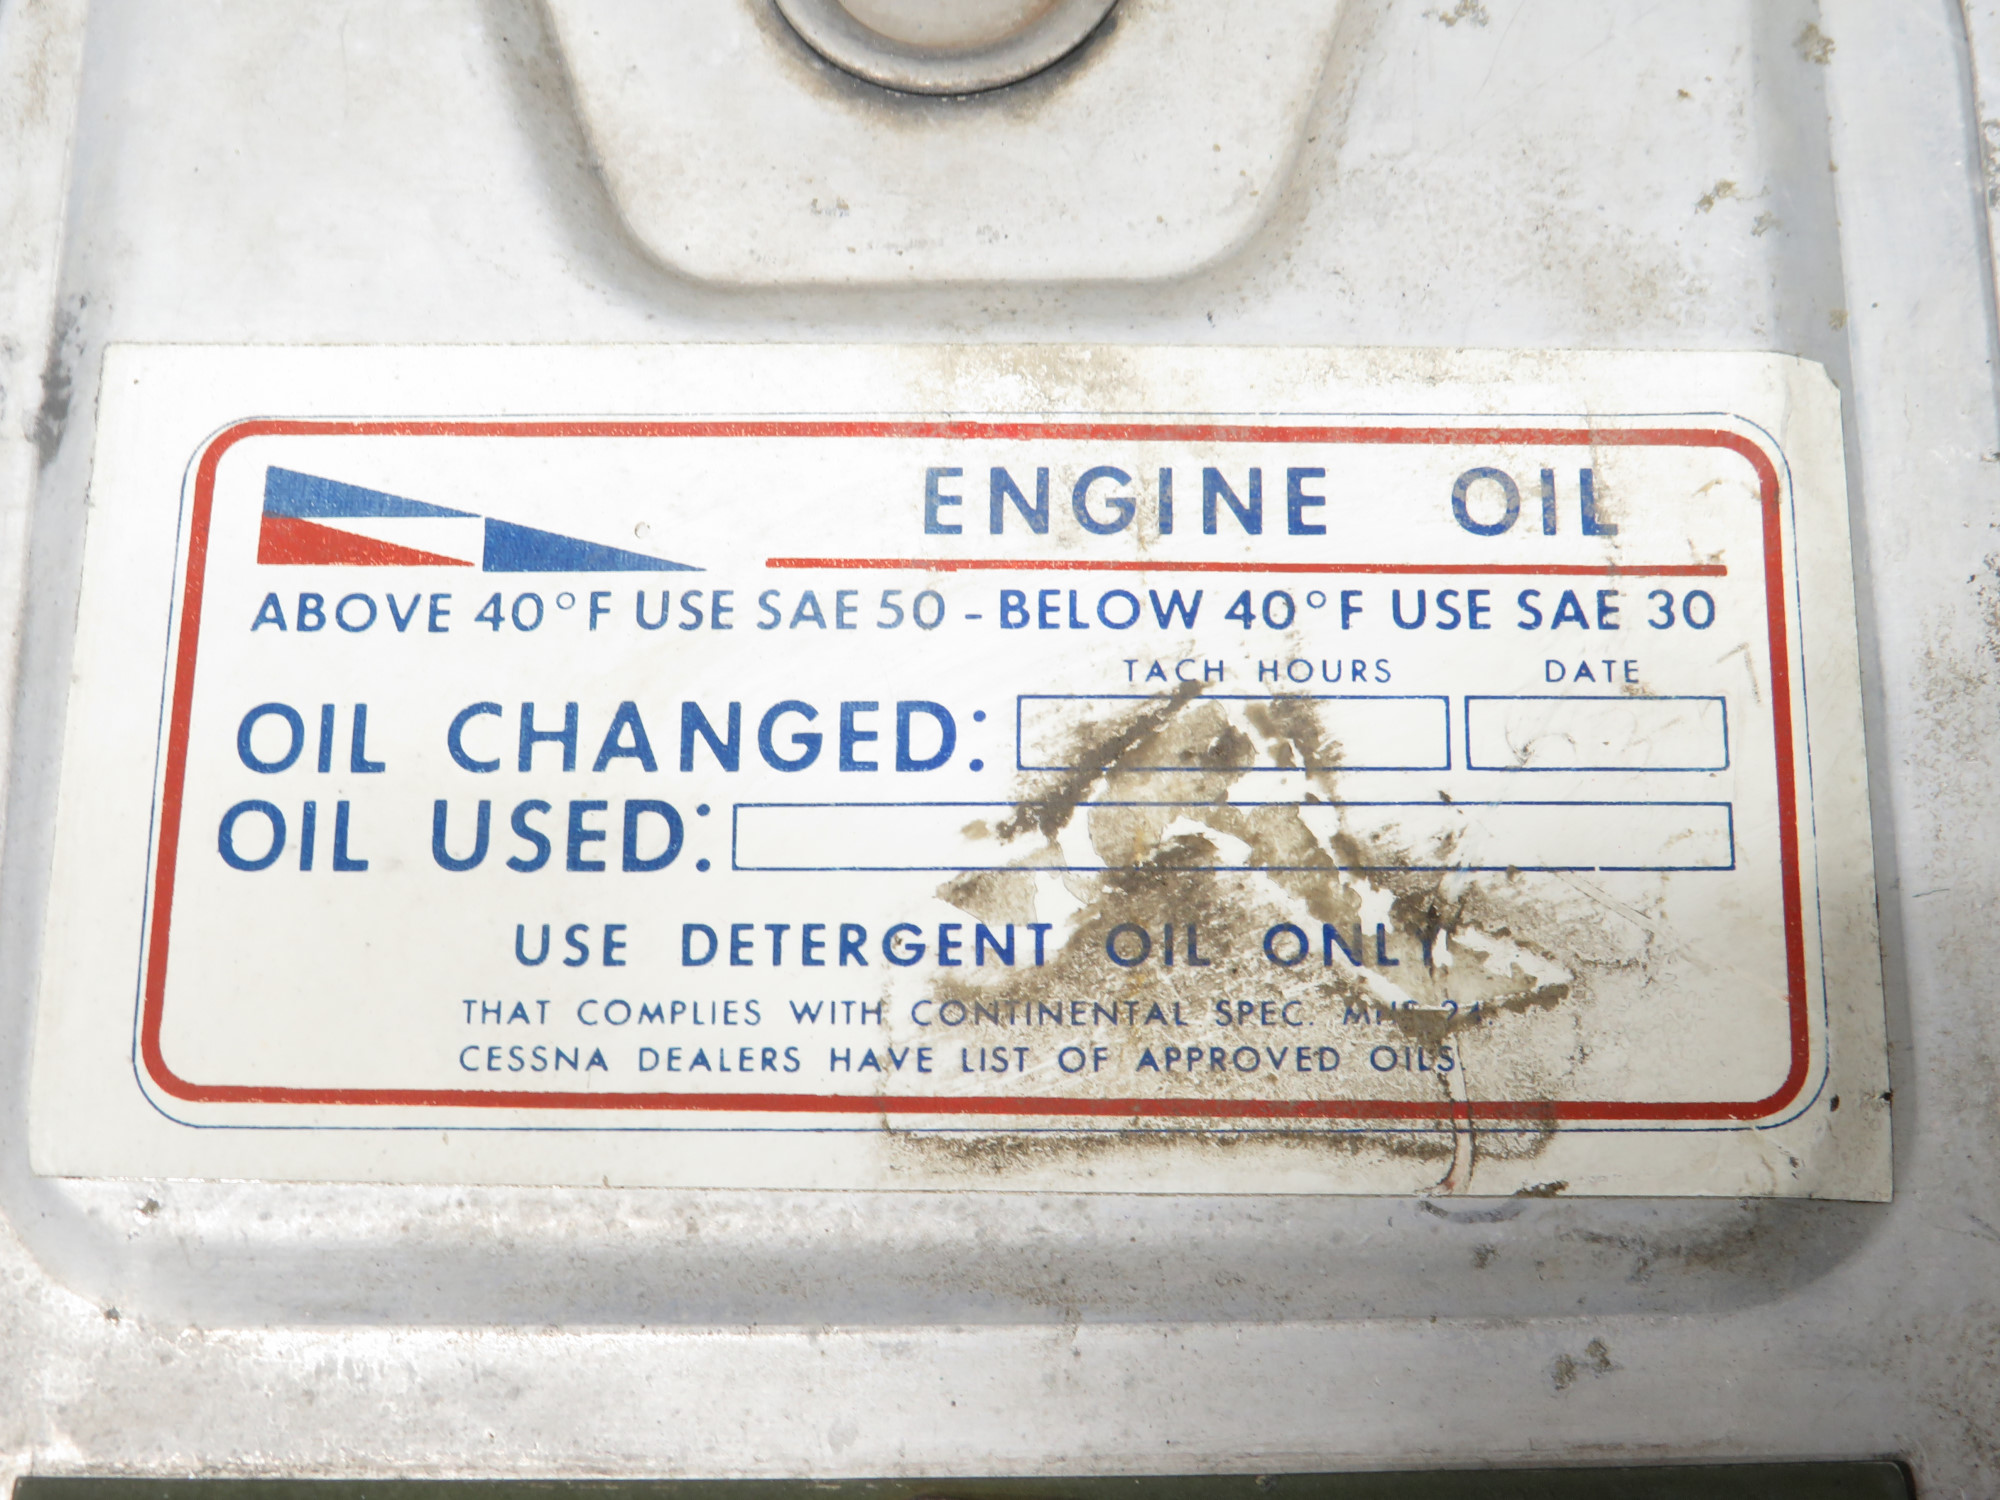 ENGINE OIL
ABOVE 40°F USE SAE 50 - BELOW 40°F USE SAE 30
TACH HOURS DATE
OIL CHANGED:
OIL USED:
USE DETERGENT OIL ONLY
THAT COMPLIES WITH CONTINENTAL SPEC.
CESSNA DEALERS HAVE LIST OF APPROVED OILS.